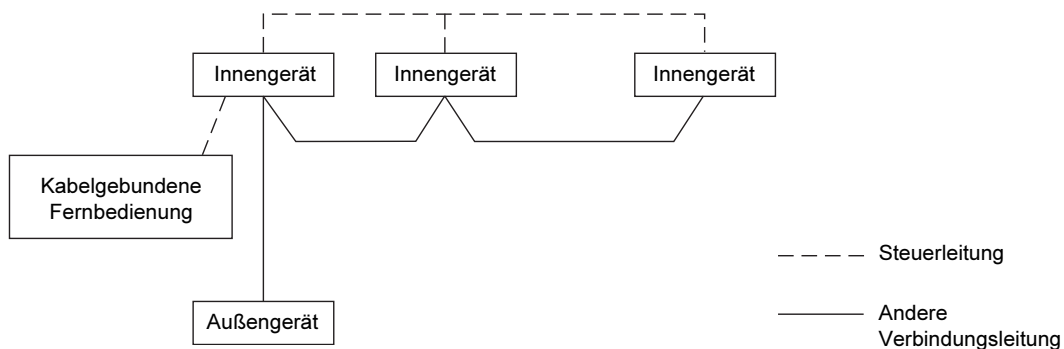 Innengerät
Innengerät
Innengerät
Kabelgebundene
Fernbedienung
Außengerät
Steuerleitung
Andere
Verbindungsleitung